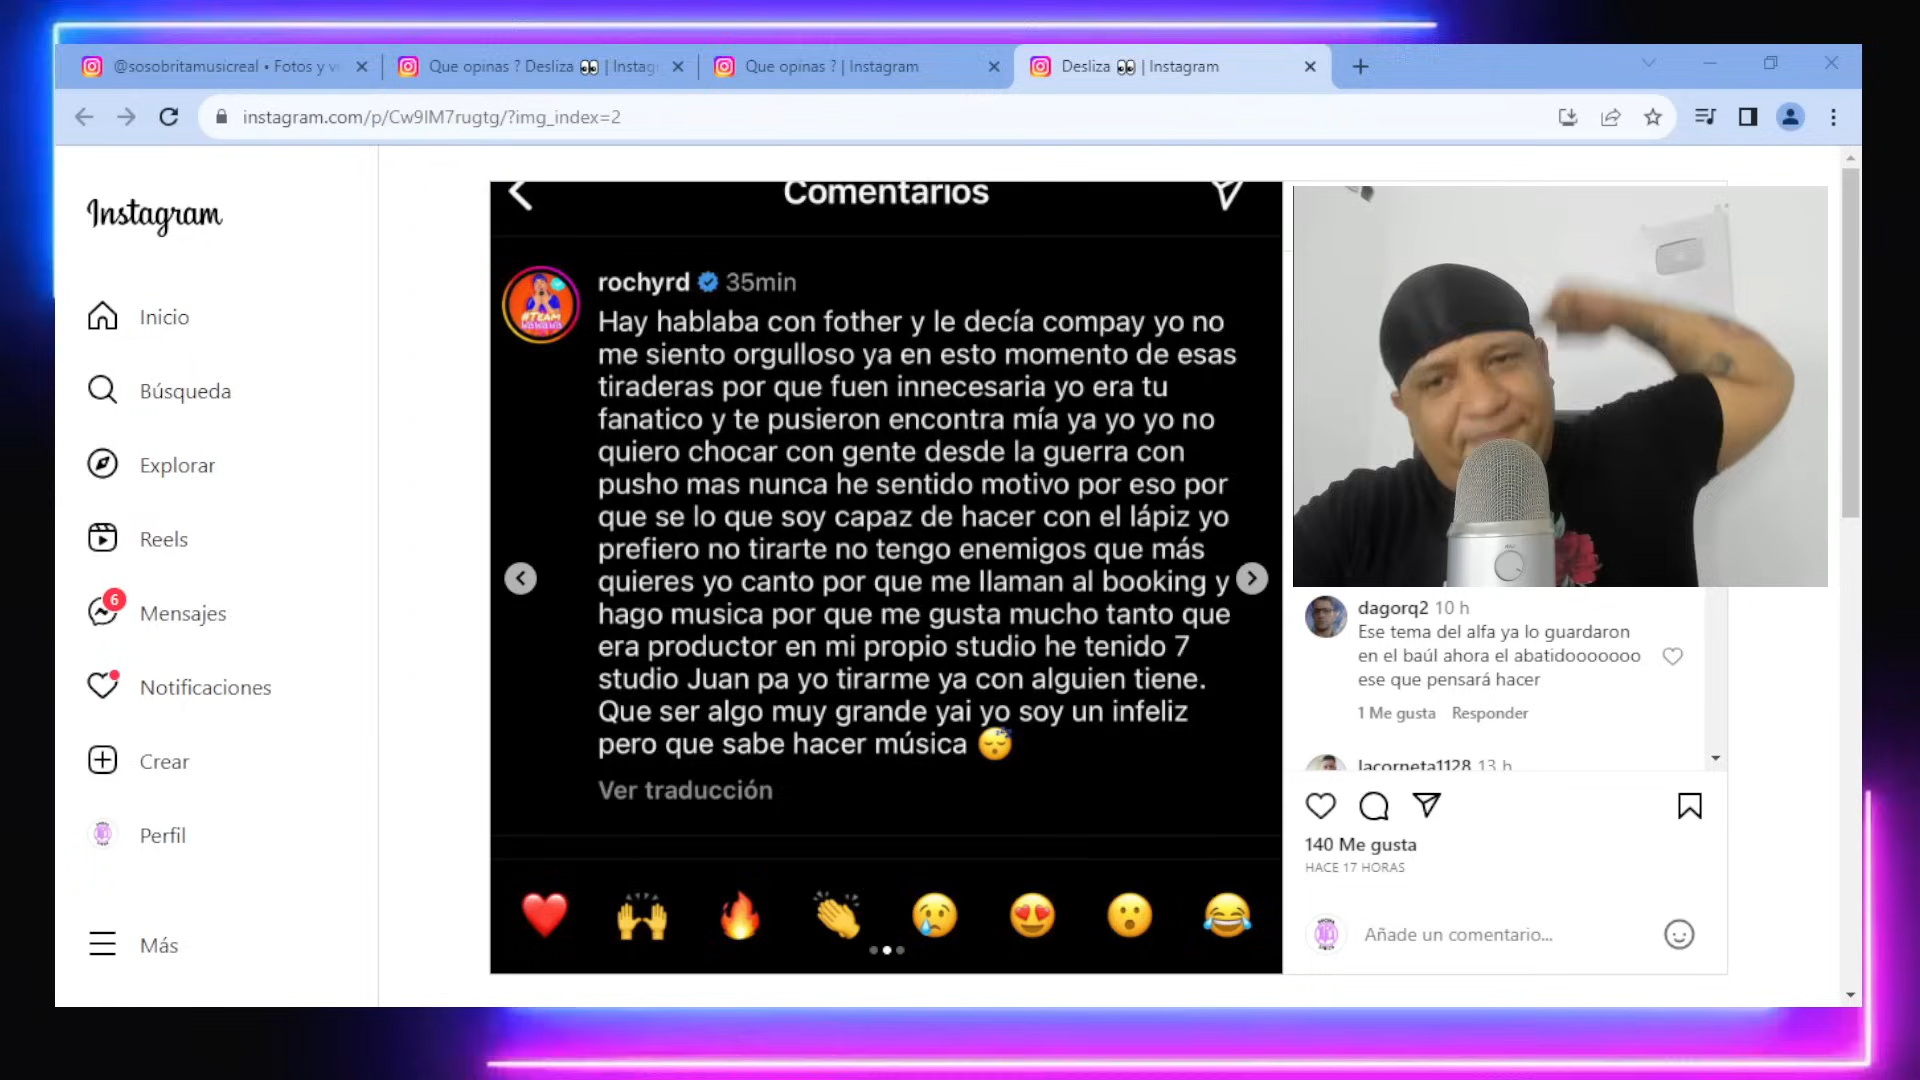 @sosobritamusicreal • Fotos y v
Que opinas ? Desliza 👀 | Instag
Que opinas ? | Instagram
Desliza 👀 | Instagram
instagram.com/p/Cw9lM7rugtg/?img_index=2
Instagram
Inicio
Búsqueda
Explorar
Reels
6
Mensajes
Notificaciones
Crear
Perfil
Más
Comentarios
rochyrd 35min
#TEAM
WAWAWA
Hay hablaba con fother y le decía compay yo no
me siento orgulloso ya en esto momento de esas
tiraderas por que fuen innecesaria yo era tu
fanatico y te pusieron encontra mía ya yo yo no
quiero chocar con gente desde la guerra con
pusho mas nunca he sentido motivo por eso por
que se lo que soy capaz de hacer con el lápiz yo
prefiero no tirarte no tengo enemigos que más
quieres yo canto por que me llaman al booking y
hago musica por que me gusta mucho tanto que
era productor en mi propio studio he tenido 7
studio Juan pa yo tirarme ya con alguien tiene.
Que ser algo muy grande yai yo soy un infeliz
pero que sabe hacer música 😴
Ver traducción
dagorq2 10 h
Ese tema del alfa ya lo guardaron
en el baúl ahora el abatidooooooo
ese que pensará hacer
1 Me gusta Responder
lacorneta1128 13 h
140 Me gusta
HACE 17 HORAS
Añade un comentario...